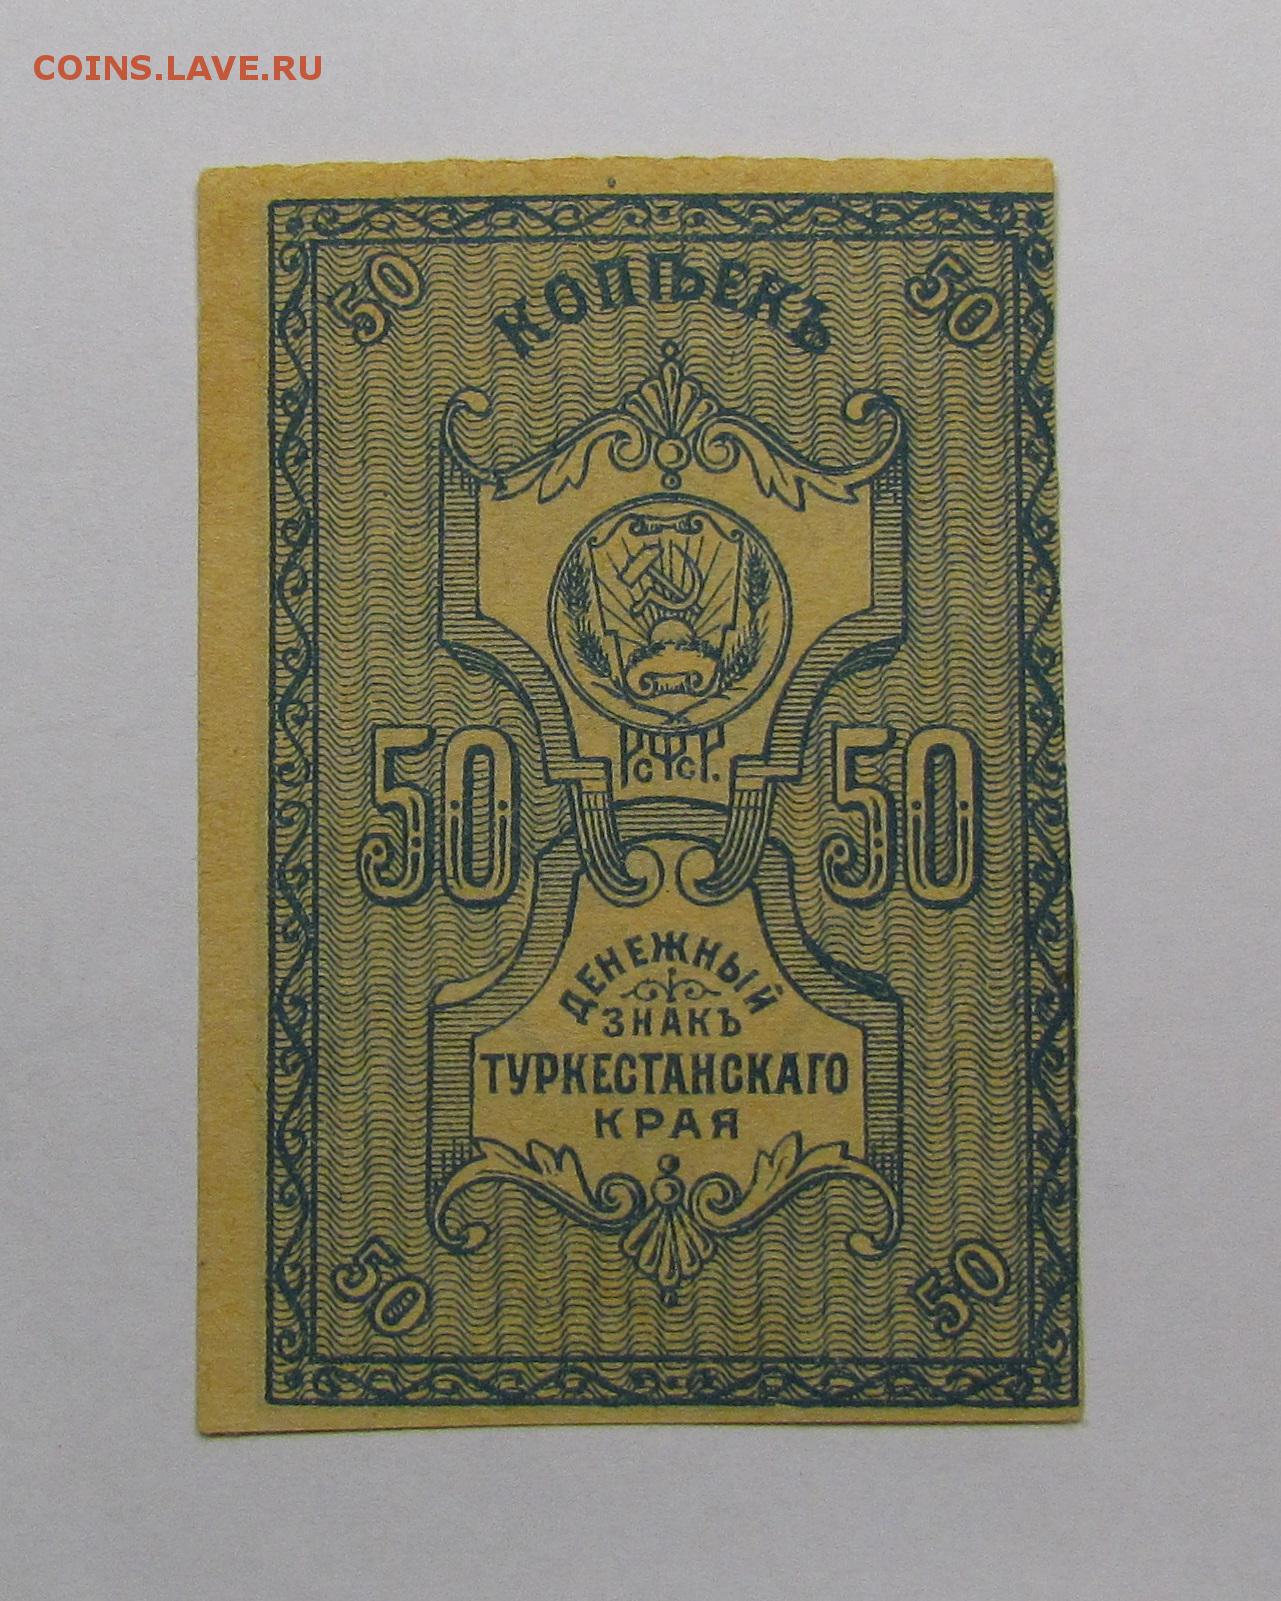 COINS.LAVE.RU
50 КОПѢЕКЪ 50
Р.С.Ф.С.Р.
50 50
ДЕНЕЖНЫЙ
ЗНАКЪ
ТУРКЕСТАНСКАГО
КРАЯ
50 50